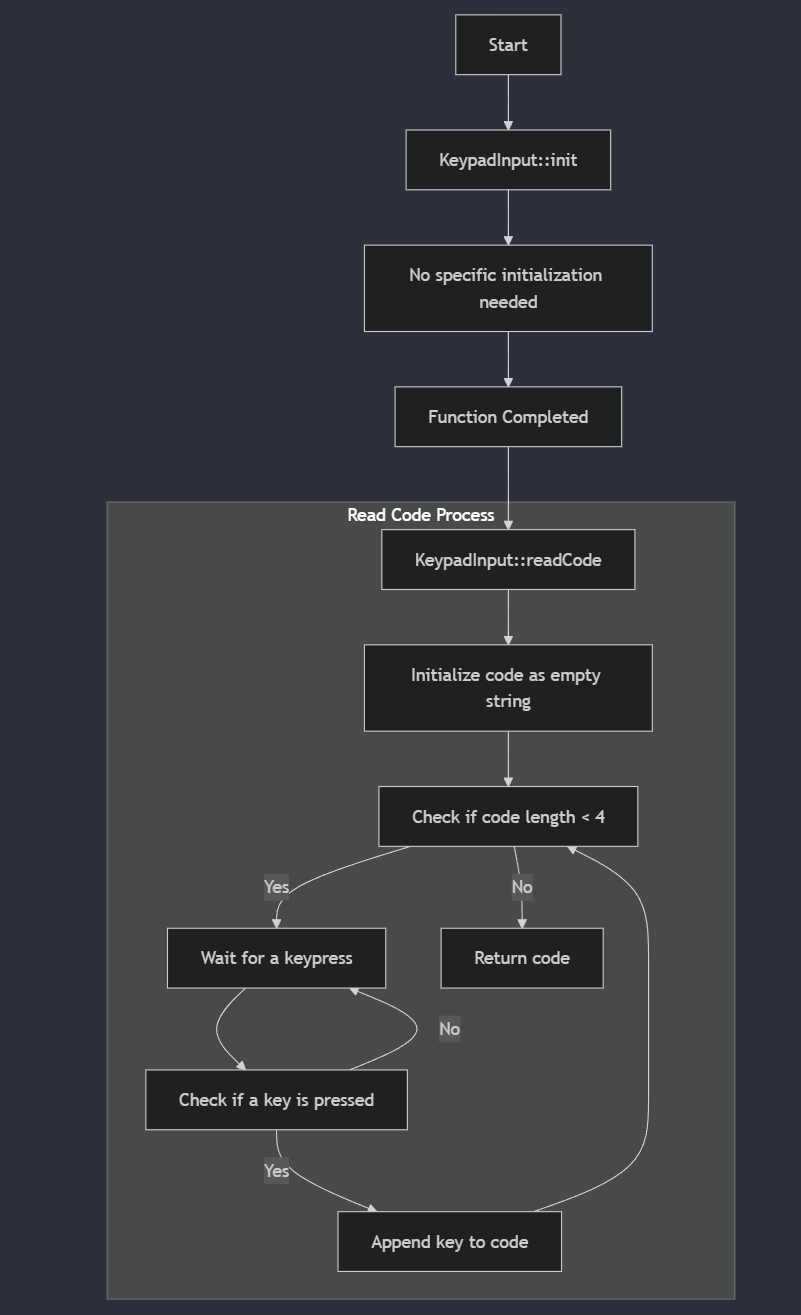 Start
KeypadInput::init
No specific initialization
needed
Function Completed
Read Code Process
KeypadInput::readCode
Initialize code as empty
string
Check if code length < 4
Yes
No
Wait for a keypress
Return code
No
Check if a key is pressed
Yes
Append key to code